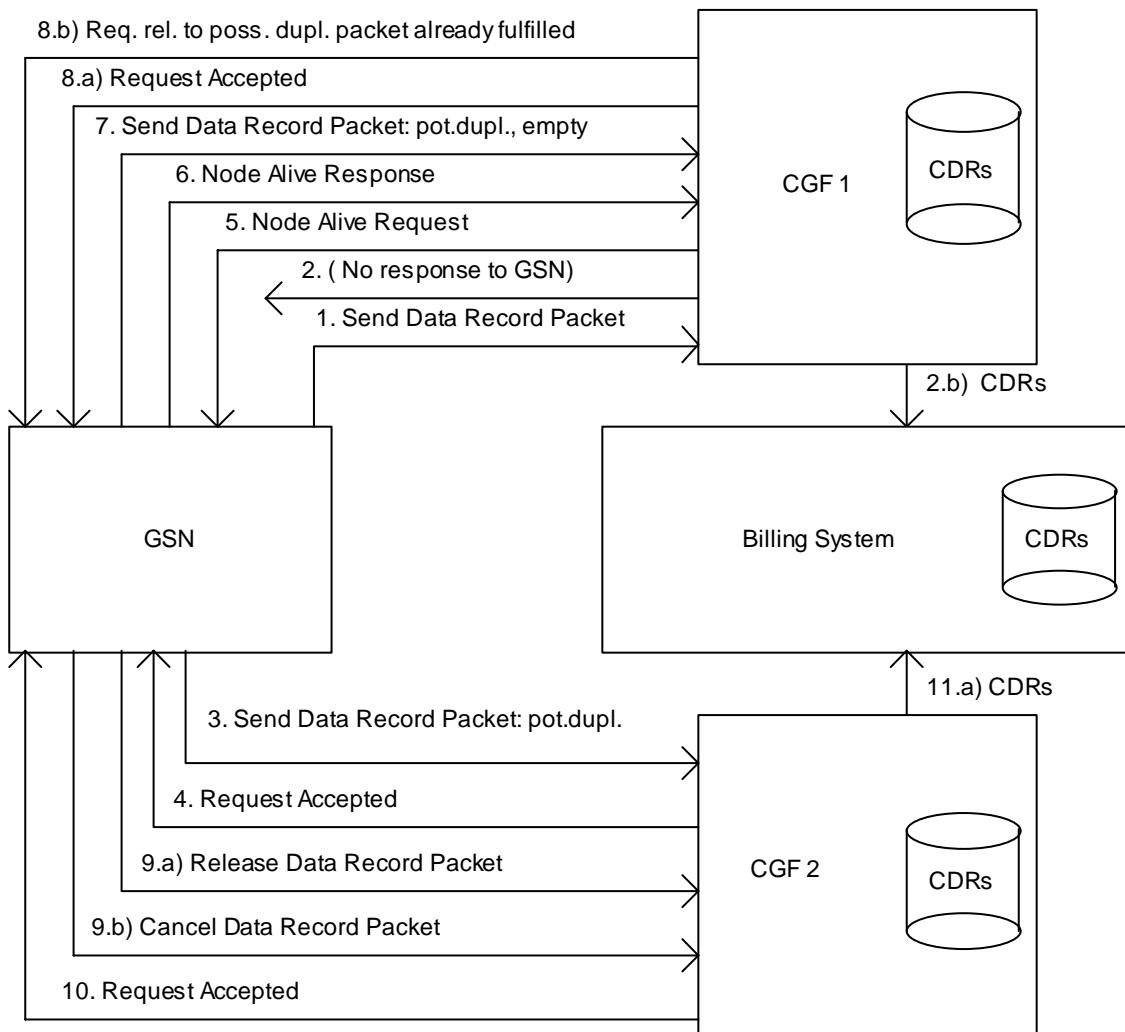 8.b) Req. rel. to poss. dupl. packet already fulfilled
8.a) Request Accepted
7. Send Data Record Packet: pot.dupl., empty
6. Node Alive Response
5. Node Alive Request
2. ( No response to GSN)
1. Send Data Record Packet
CGF 1
CDRs
2.b) CDRs
GSN
Billing System
CDRs
11.a) CDRs
3. Send Data Record Packet: pot.dupl.
4. Request Accepted
9.a) Release Data Record Packet
9.b) Cancel Data Record Packet
10. Request Accepted
CGF 2
CDRs